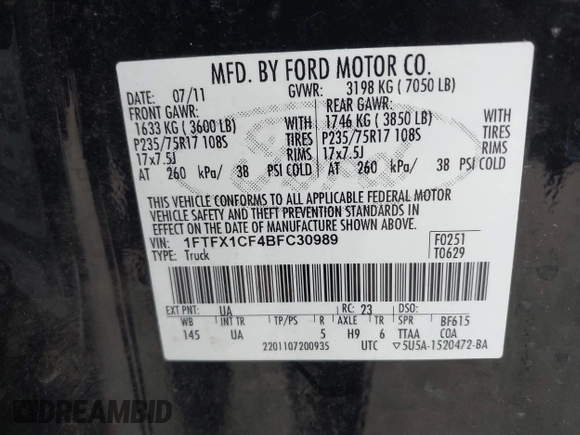 MFD. BY FORD MOTOR CO.
DATE: 07/11 GVWR: 3198 KG ( 7050 LB)
FRONT GAWR: REAR GAWR:
1633 KG ( 3600 LB) WITH 1746 KG ( 3850 LB) WITH
P235/75R17 108S TIRES P235/75R17 108S TIRES
17x7.5J RIMS 17x7.5J RIMS
AT 260 kPa/ 38 PSI COLD AT 260 kPa/ 38 PSI COLD
THIS VEHICLE CONFORMS TO ALL APPLICABLE FEDERAL MOTOR
VEHICLE SAFETY AND THEFT PREVENTION STANDARDS IN
EFFECT ON THE DATE OF MANUFACTURE SHOWN ABOVE.
VIN: 1FTFX1CF4BFC30989 F0251
TYPE: Truck T0629
EXT PNT: UA RC: 23 DSO:
WB INT TR TP/PS R AXLE TR SPR BF615
145 UA 5 H9 6 TTAA COA
2201107200935 UTC ▽5U5A-1520472-BA
DREAMBID